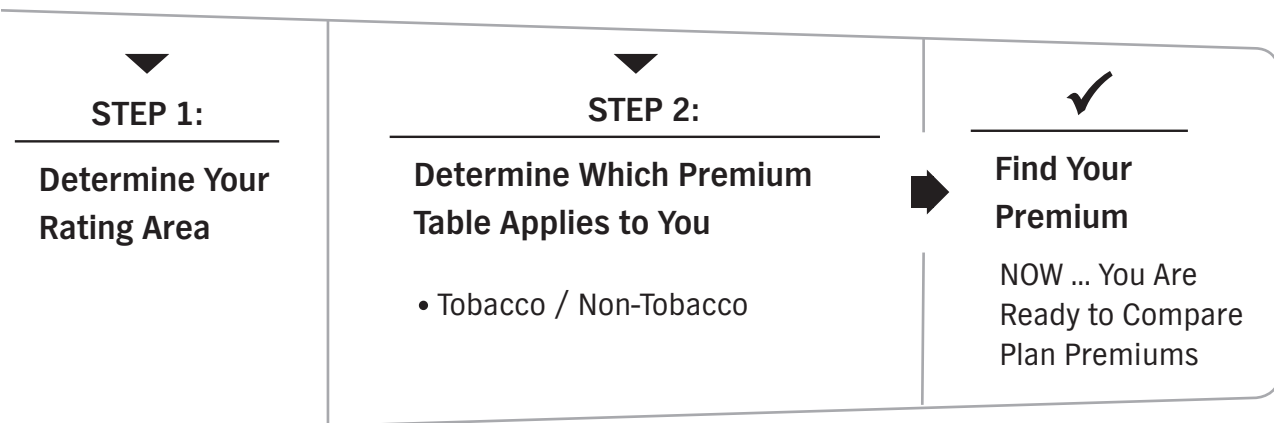 STEP 1:
Determine Your
Rating Area
STEP 2:
Determine Which Premium
Table Applies to You
• Tobacco / Non-Tobacco
Find Your
Premium
NOW ... You Are
Ready to Compare
Plan Premiums